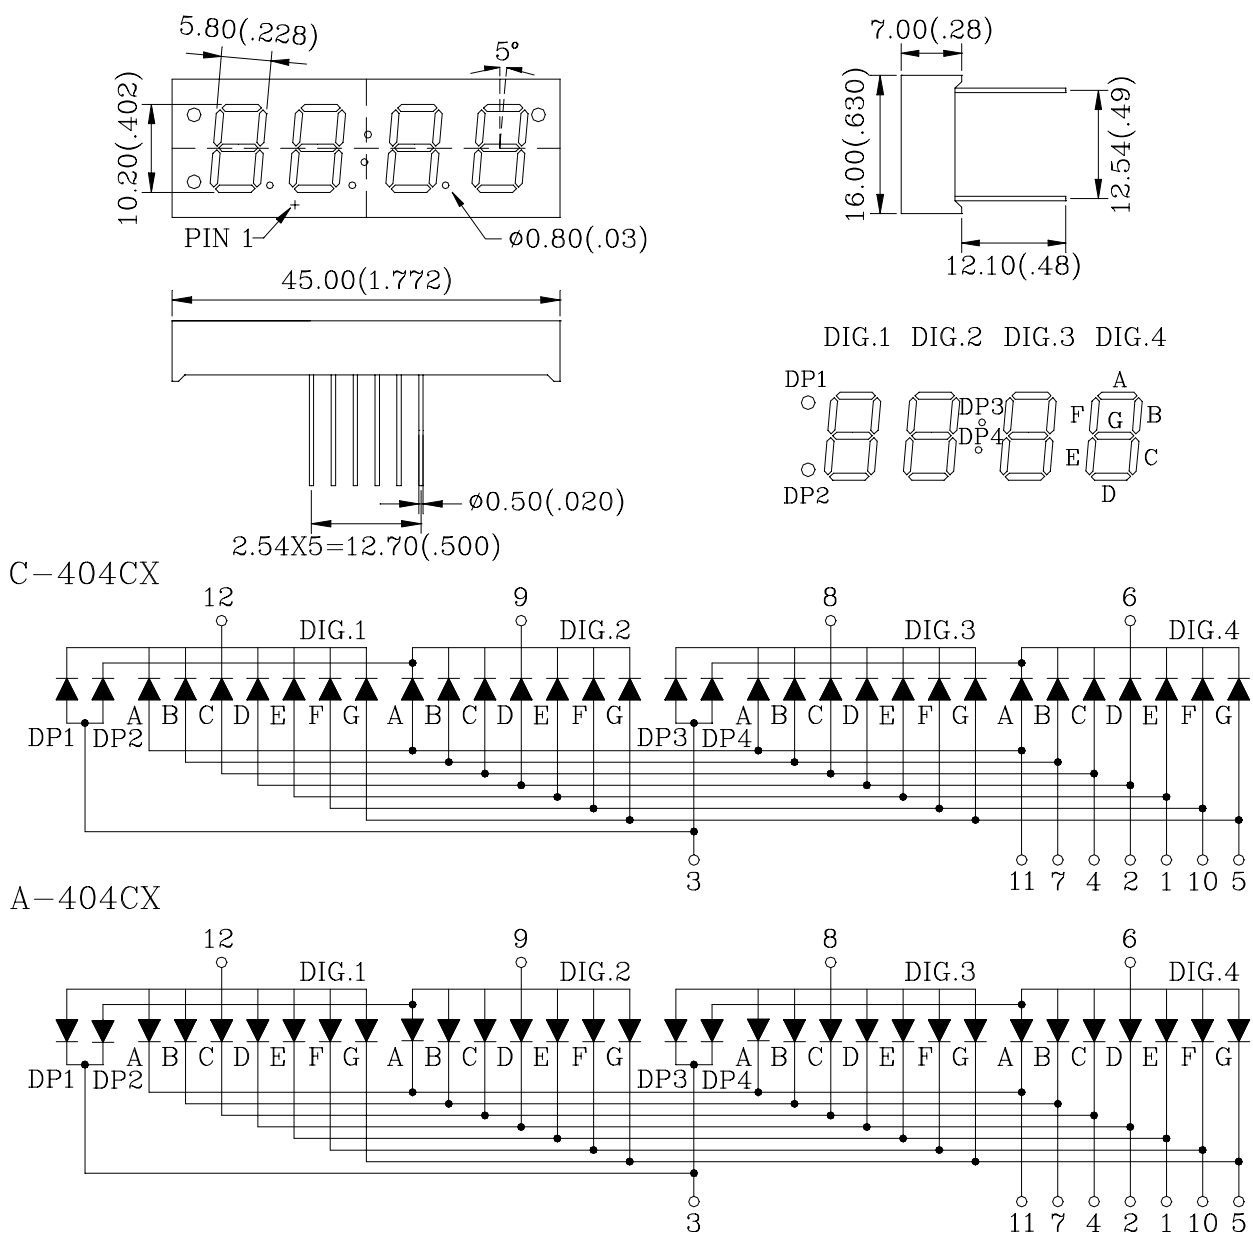 5.80(.228)
5°
10.20(.402)
PIN 1
ø0.80(.03)
7.00(.28)
16.00(.630)
12.54(.49)
12.10(.48)
45.00(1.772)
ø0.50(.020)
2.54X5=12.70(.500)
DIG.1 DIG.2 DIG.3 DIG.4
DP1 A
DP3 F G B
DP4 E C
DP2 D
C-404CX
12 9 8 6
DIG.1 DIG.2 DIG.3 DIG.4
A B C D E F G A B C D E F G A B C D E F G A B C D E F G
DP1 DP2 DP3 DP4
3 11 7 4 2 1 10 5
A-404CX
12 9 8 6
DIG.1 DIG.2 DIG.3 DIG.4
A B C D E F G A B C D E F G A B C D E F G A B C D E F G
DP1 DP2 DP3 DP4
3 11 7 4 2 1 10 5